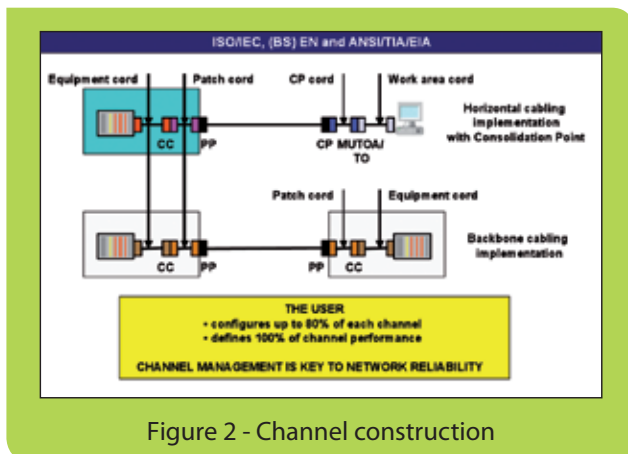 ISO/IEC, (BS) EN and ANSI/TIA/EIA
Equipment cord
Patch cord
CP cord
Work area cord
Horizontal cabling
implementation
with Consolidation Point
CC
PP
CP
MUTOA/
TO
Patch cord
Equipment cord
Backbone cabling
implementation
CC
PP
PP
CC
THE USER
• configures up to 80% of each channel
• defines 100% of channel performance
CHANNEL MANAGEMENT IS KEY TO NETWORK RELIABILITY
Figure 2 - Channel construction